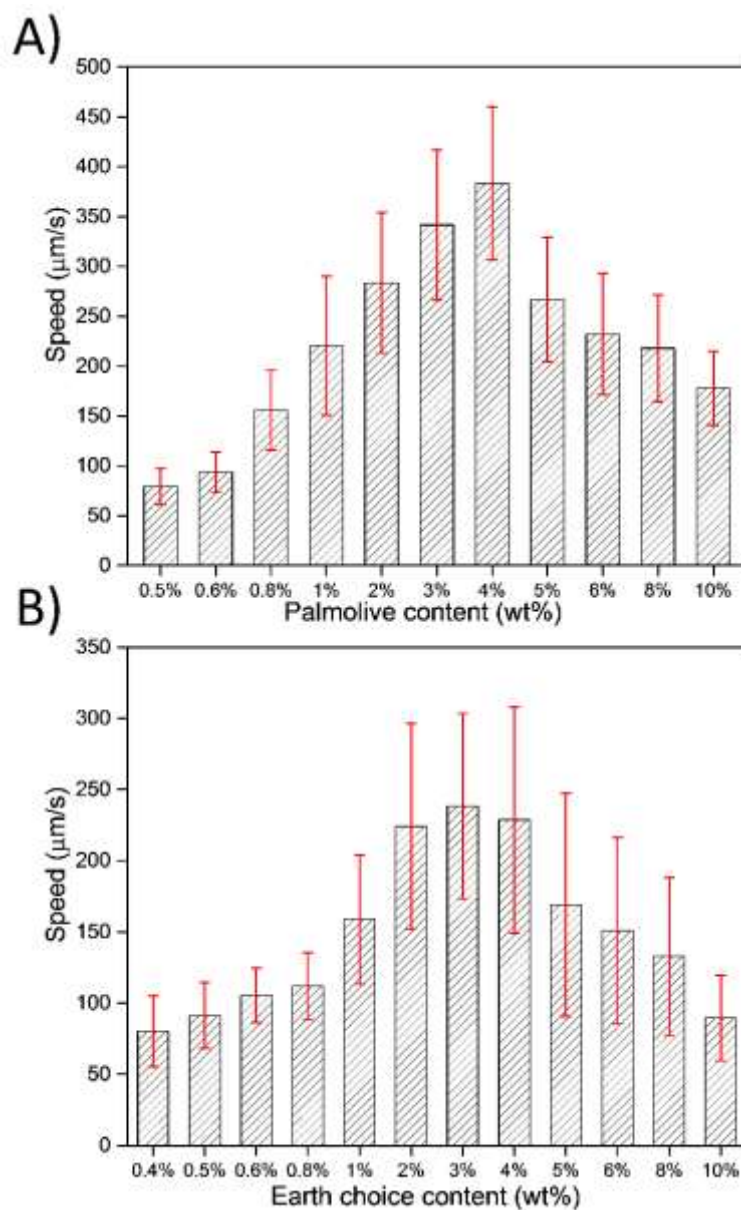 A)
500
450
400
350
300
250
200
150
100
50
0
Speed (μm/s)
0.5% 0.6% 0.8% 1% 2% 3% 4% 5% 6% 8% 10%
Palmolive content (wt%)
B)
350
300
250
200
150
100
50
0
Speed (μm/s)
0.4% 0.5% 0.6% 0.8% 1% 2% 3% 4% 5% 6% 8% 10%
Earth choice content (wt%)